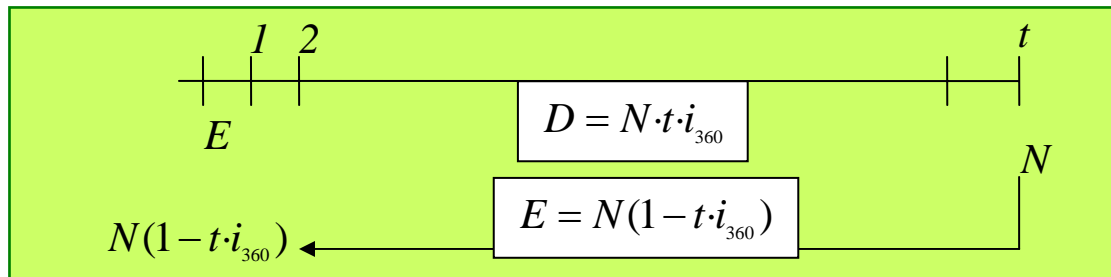 1 2 t
E
D = N·t·i₃₆₀
N
E = N(1−t·i₃₆₀)
N(1−t·i₃₆₀)